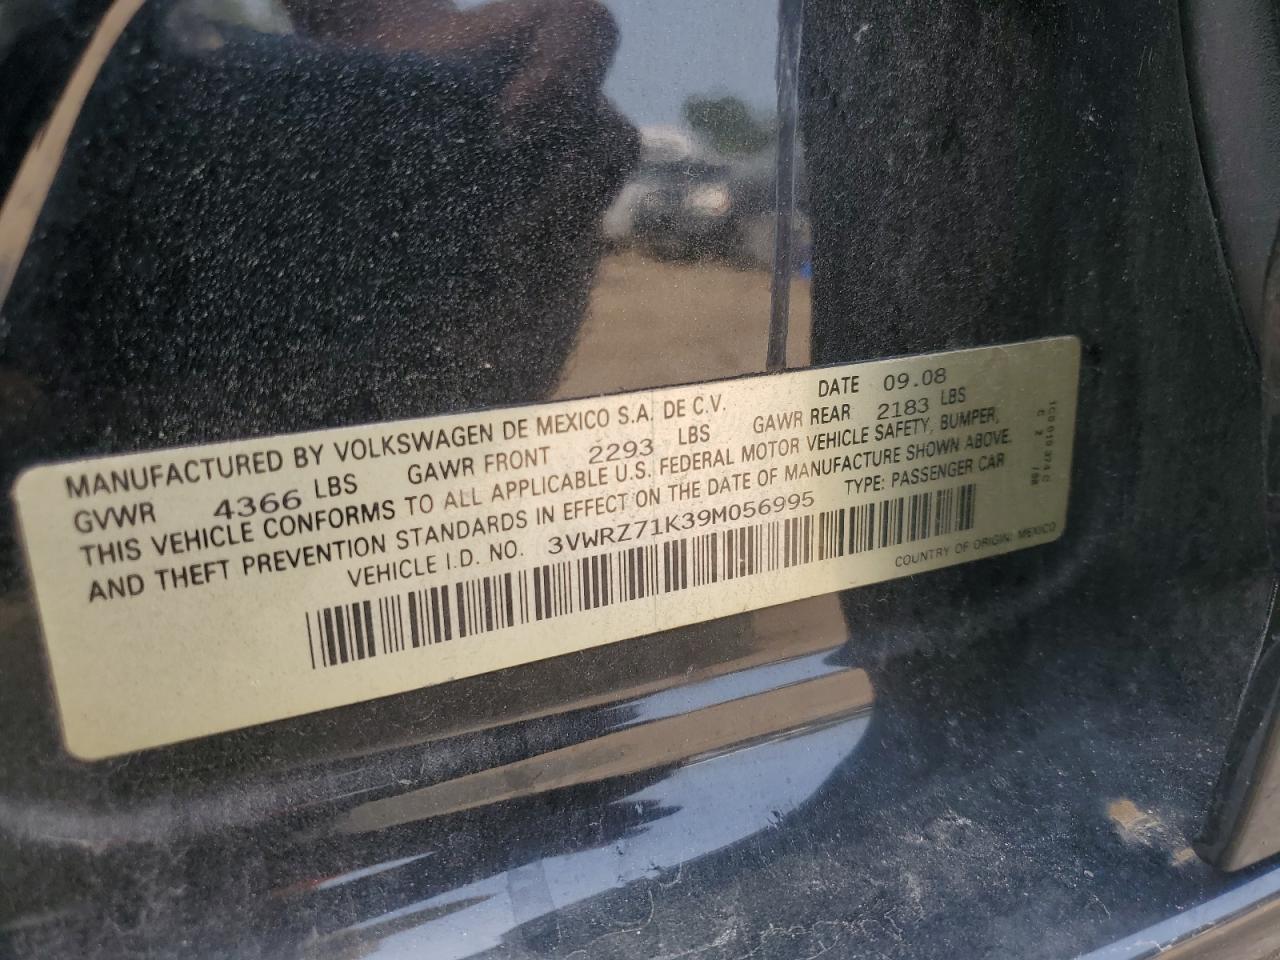 MANUFACTURED BY VOLKSWAGEN DE MEXICO S.A. DE C.V. DATE 09.08
GVWR 4366 LBS GAWR FRONT 2293 LBS GAWR REAR 2183 LBS
THIS VEHICLE CONFORMS TO ALL APPLICABLE U.S. FEDERAL MOTOR VEHICLE SAFETY, BUMPER,
AND THEFT PREVENTION STANDARDS IN EFFECT ON THE DATE OF MANUFACTURE SHOWN ABOVE.
VEHICLE I.D. NO. 3VWRZ71K39M056995 TYPE: PASSENGER CAR
COUNTRY OF ORIGIN: MEXICO